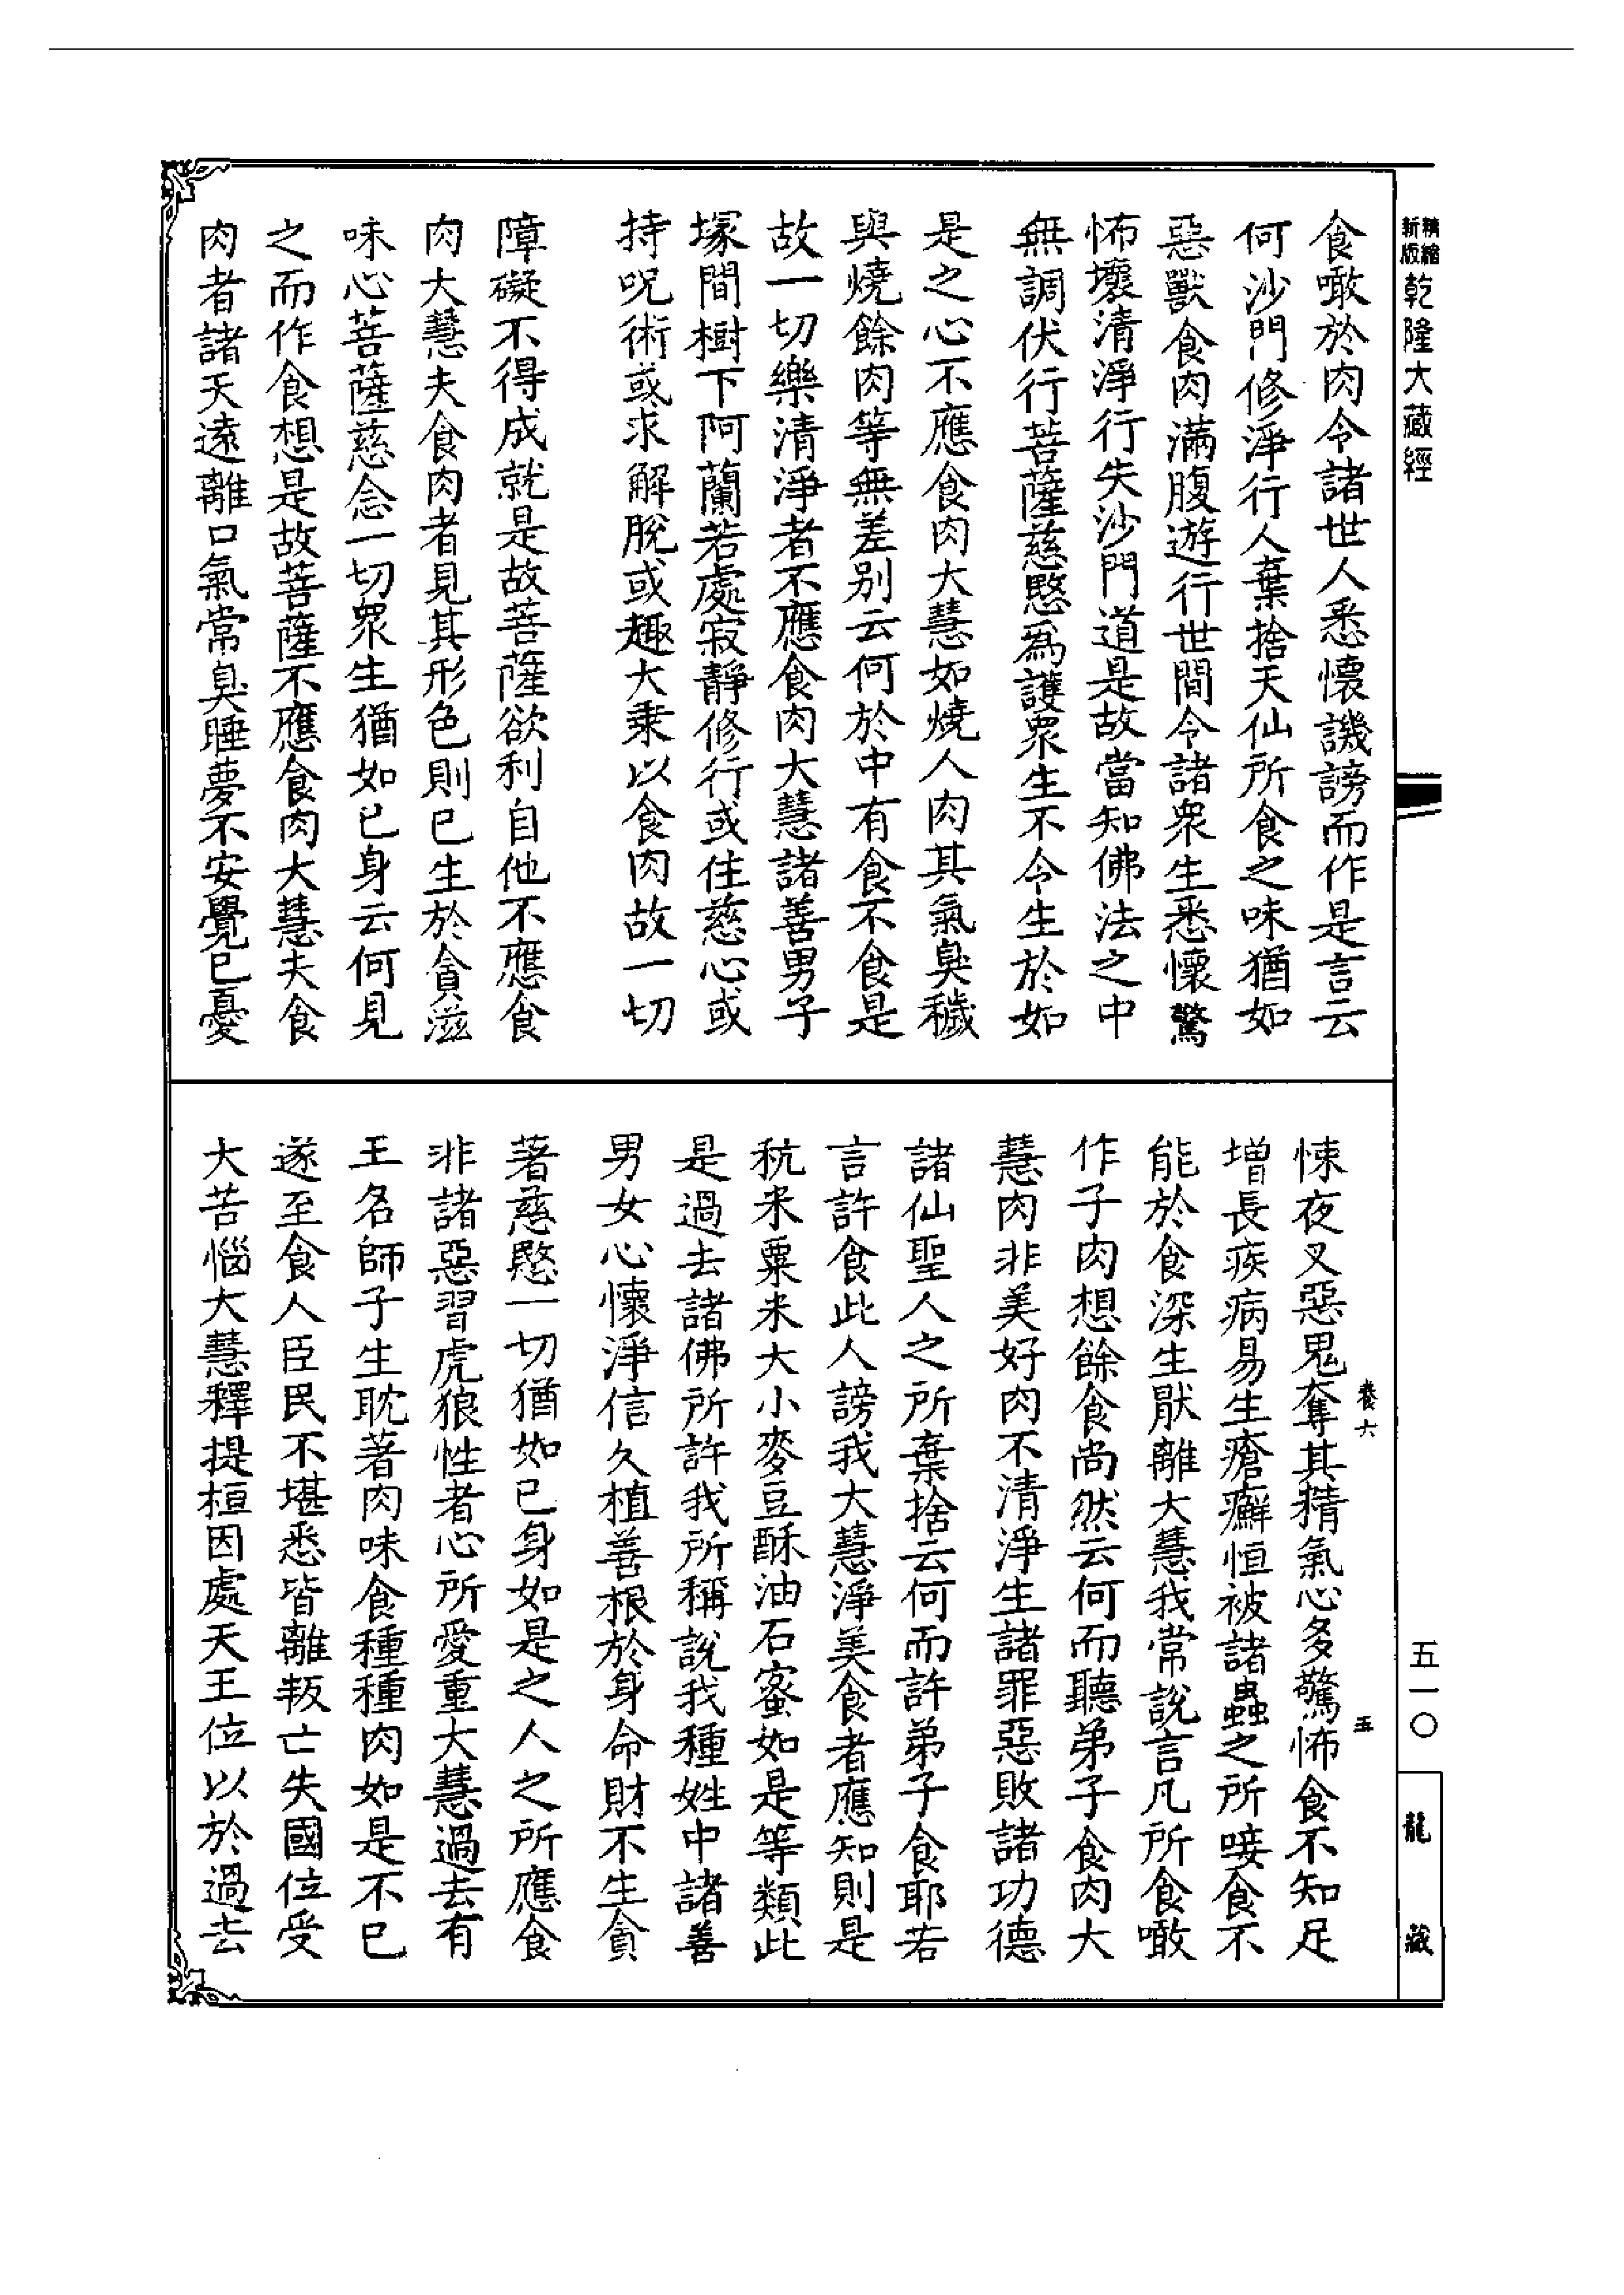 精縮新版乾隆大藏經
食噉於肉令諸世人悉懷譏謗而作是言云
何沙門修淨行人棄捨天仙所食之味猶如
惡獸食肉滿腹遊行世間令諸眾生悉懷驚
怖壞清淨行失沙門道是故當知佛法之中
無調伏行菩薩慈愍爲護眾生不令生於如
是之心不應食肉大慧如燒人肉其氣臭穢
與燒餘肉等無差別云何於中有食不食是
故一切樂清淨者不應食肉大慧諸善男子
塚間樹下阿蘭若處寂靜修行或住慈心或
持呪術或求解脫或趣大乘以食肉故一切
障礙不得成就是故菩薩欲利自他不應食
肉大慧夫食肉者見其形色則已生於貪滋
味心菩薩慈念一切眾生猶如己身云何見
之而作食想是故菩薩不應食肉大慧夫食
肉者諸天遠離口氣常臭睡夢不安覺已憂
悚夜叉惡鬼奪其精氣心多驚怖食不知足
增長疾病易生瘡癬恒被諸蟲之所唼食不
能於食深生厭離大慧我常說言凡所食噉
作子肉想餘食尚然云何而聽弟子食肉大
慧肉非美好肉不清淨生諸罪惡敗諸功德
諸仙聖人之所棄捨云何而許弟子食耶若
言許食此人謗我大慧淨美食者應知則是
秔米粟米大小麥豆酥油石蜜如是等類此
是過去諸佛所許我所稱說我種姓中諸善
男女心懷淨信久植善根於身命財不生貪
著慈愍一切猶如己身如是之人之所應食
非諸惡習虎狼性者心所愛重大慧過去有
王名師子生耽著肉味食種種肉如是不已
遂至食人臣民不堪悉皆離叛亡失國位受
大苦惱大慧釋提桓因處天王位以於過去
卷六
五
五一〇
龍藏